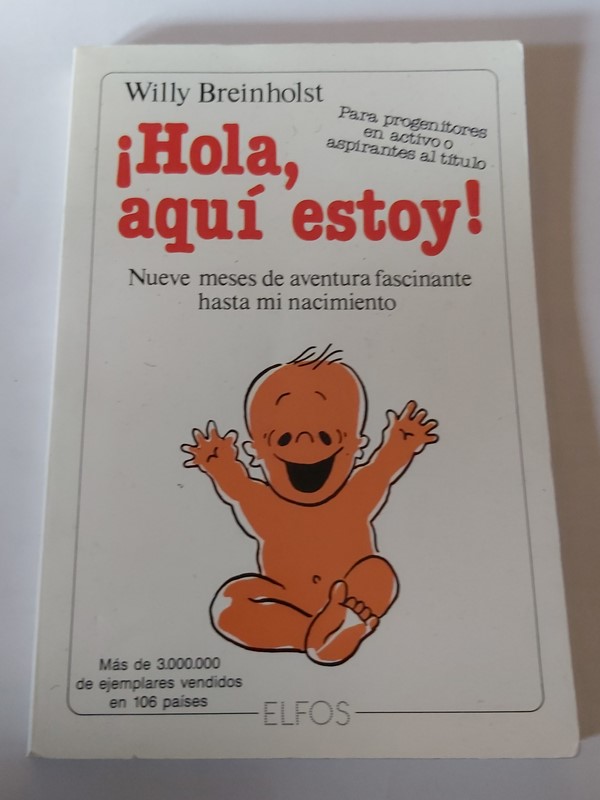 Willy Breinholst
Para progenitores
en activo o
aspirantes al título
¡Hola,
aquí estoy!
Nueve meses de aventura fascinante
hasta mi nacimiento
Más de 3.000.000
de ejemplares vendidos
en 106 países
ELFOS